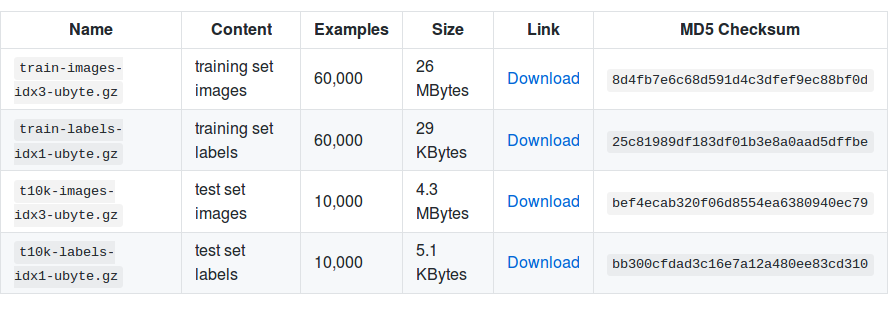 Name Content Examples Size Link MD5 Checksum
train-images- training set 26
60,000 Download 8d4fb7e6c68d591d4c3dfef9ec88bf0d
idx3-ubyte.gz images MBytes
train-labels- training set 29
60,000 Download 25c81989df183df01b3e8a0aad5dffbe
idx1-ubyte.gz labels KBytes
t10k-images- test set 4.3
10,000 Download bef4ecab320f06d8554ea6380940ec79
idx3-ubyte.gz images MBytes
t10k-labels- test set 5.1
10,000 Download bb300cfdad3c16e7a12a480ee83cd310
idx1-ubyte.gz labels KBytes